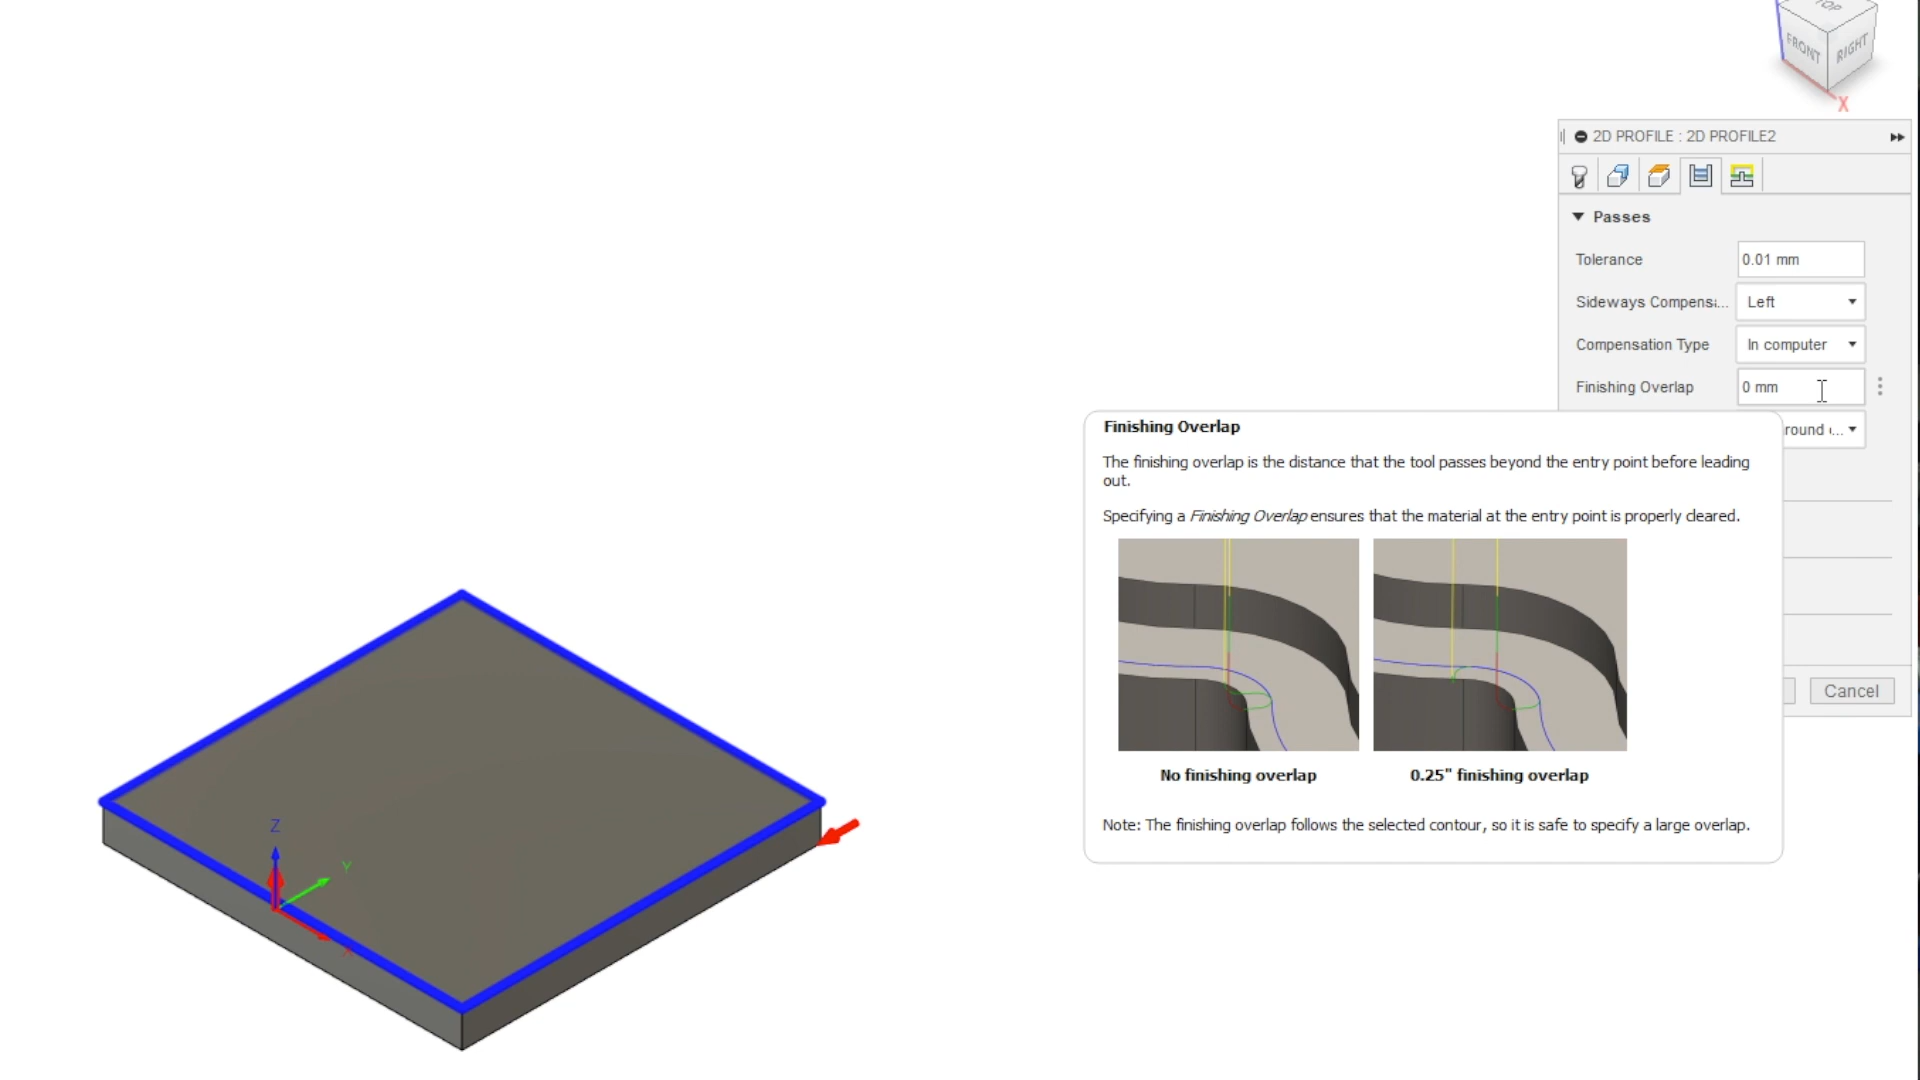 TOP
FRONT
RIGHT
X
2D PROFILE : 2D PROFILE2
Passes
Tolerance
0.01 mm
Sideways Compensa...
Left
Compensation Type
In computer
Finishing Overlap
0 mm
round
Finishing Overlap
The finishing overlap is the distance that the tool passes beyond the entry point before leading
out.
Specifying a Finishing Overlap ensures that the material at the entry point is properly cleared.
No finishing overlap
0.25" finishing overlap
Note: The finishing overlap follows the selected contour, so it is safe to specify a large overlap.
Cancel
Z
Y
X